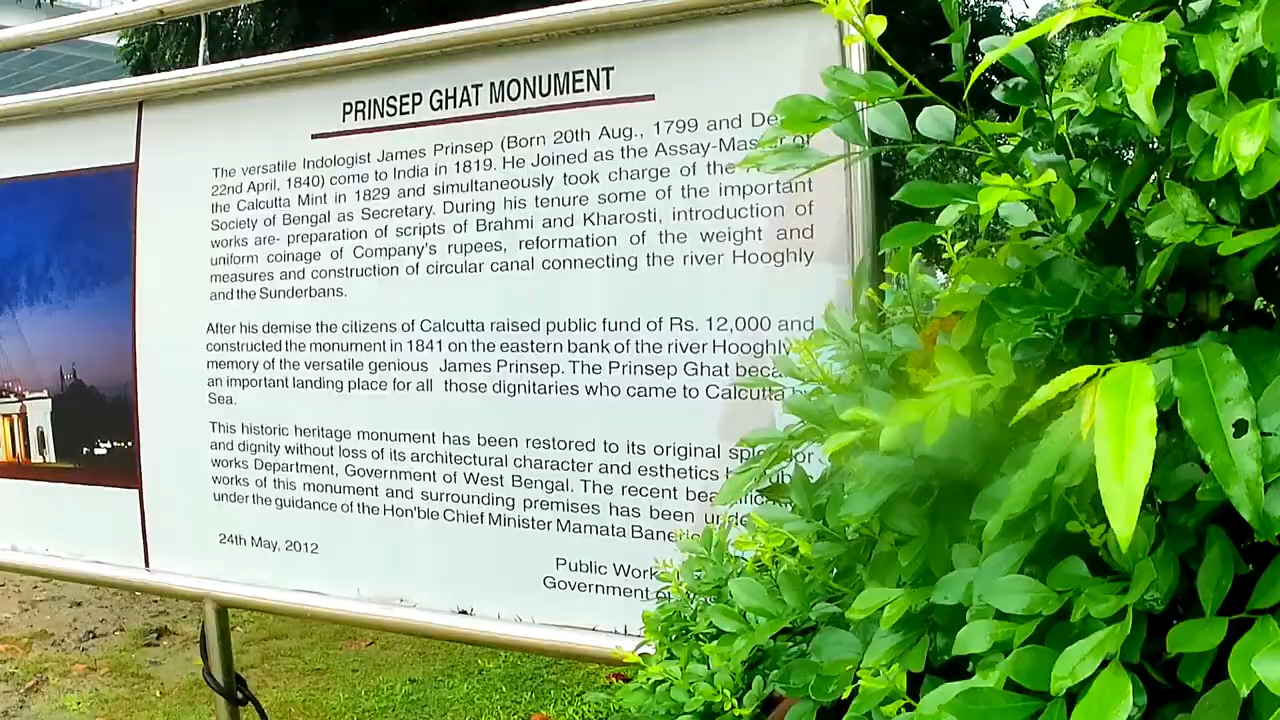 PRINSEP GHAT MONUMENT
The versatile Indologist James Prinsep (Born 20th Aug., 1799 and
22nd April, 1840) come to India in 1819. He Joined as the of
the Calcutta Mint in 1829 and simultaneously took charge of the
Society of Bengal as Secretary. During his tenure some of the important
works are- preparation of scripts of Brahmi and Kharosti, introduction of
uniform coinage of Company's rupees, reformation of the weight and
measures and construction of circular canal connecting the river Hooghly
and the Sunderbans.
After his demise the citizens of Calcutta raised public fund of Rs. 12,000 and
constructed the monument in 1841 on the eastern bank of the river Hooghly
memory of the versatile genious James Prinsep. The Prinsep Ghat
an important landing place for all those dignitaries who came to Calcutta
Sea.
This historic heritage monument has been restored to its original
and dignity without loss of its architectural character and esthetics
works Department, Government of West Bengal. The recent
works of this monument and surrounding premises has been
under the guidance of the Hon'ble Chief Minister Mamata
24th May, 2012
Public
Government